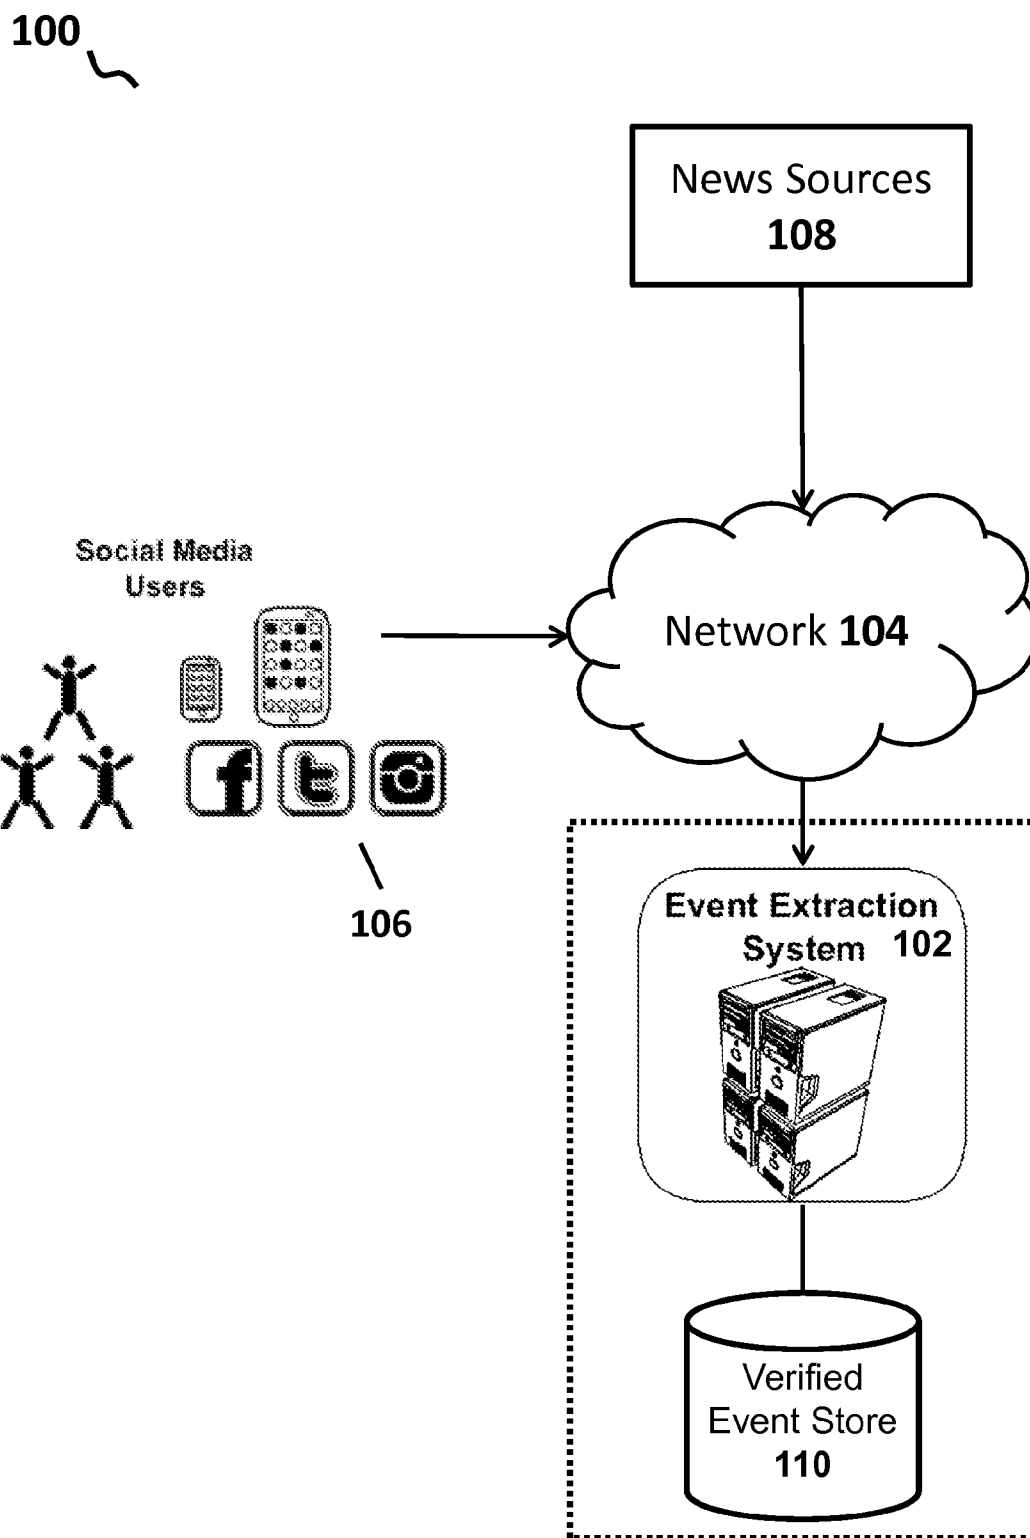 100
News Sources
108
Social Media
Users
Network 104
f
t
106
Event Extraction
System 102
Verified
Event Store
110